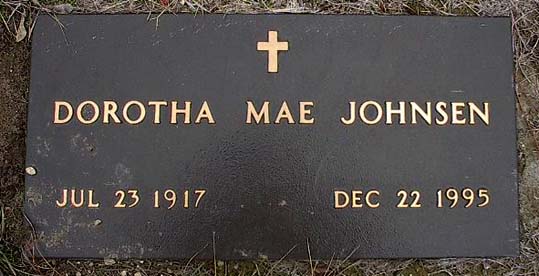 DOROTHA MAE JOHNSEN
JUL 23 1917 DEC 22 1995